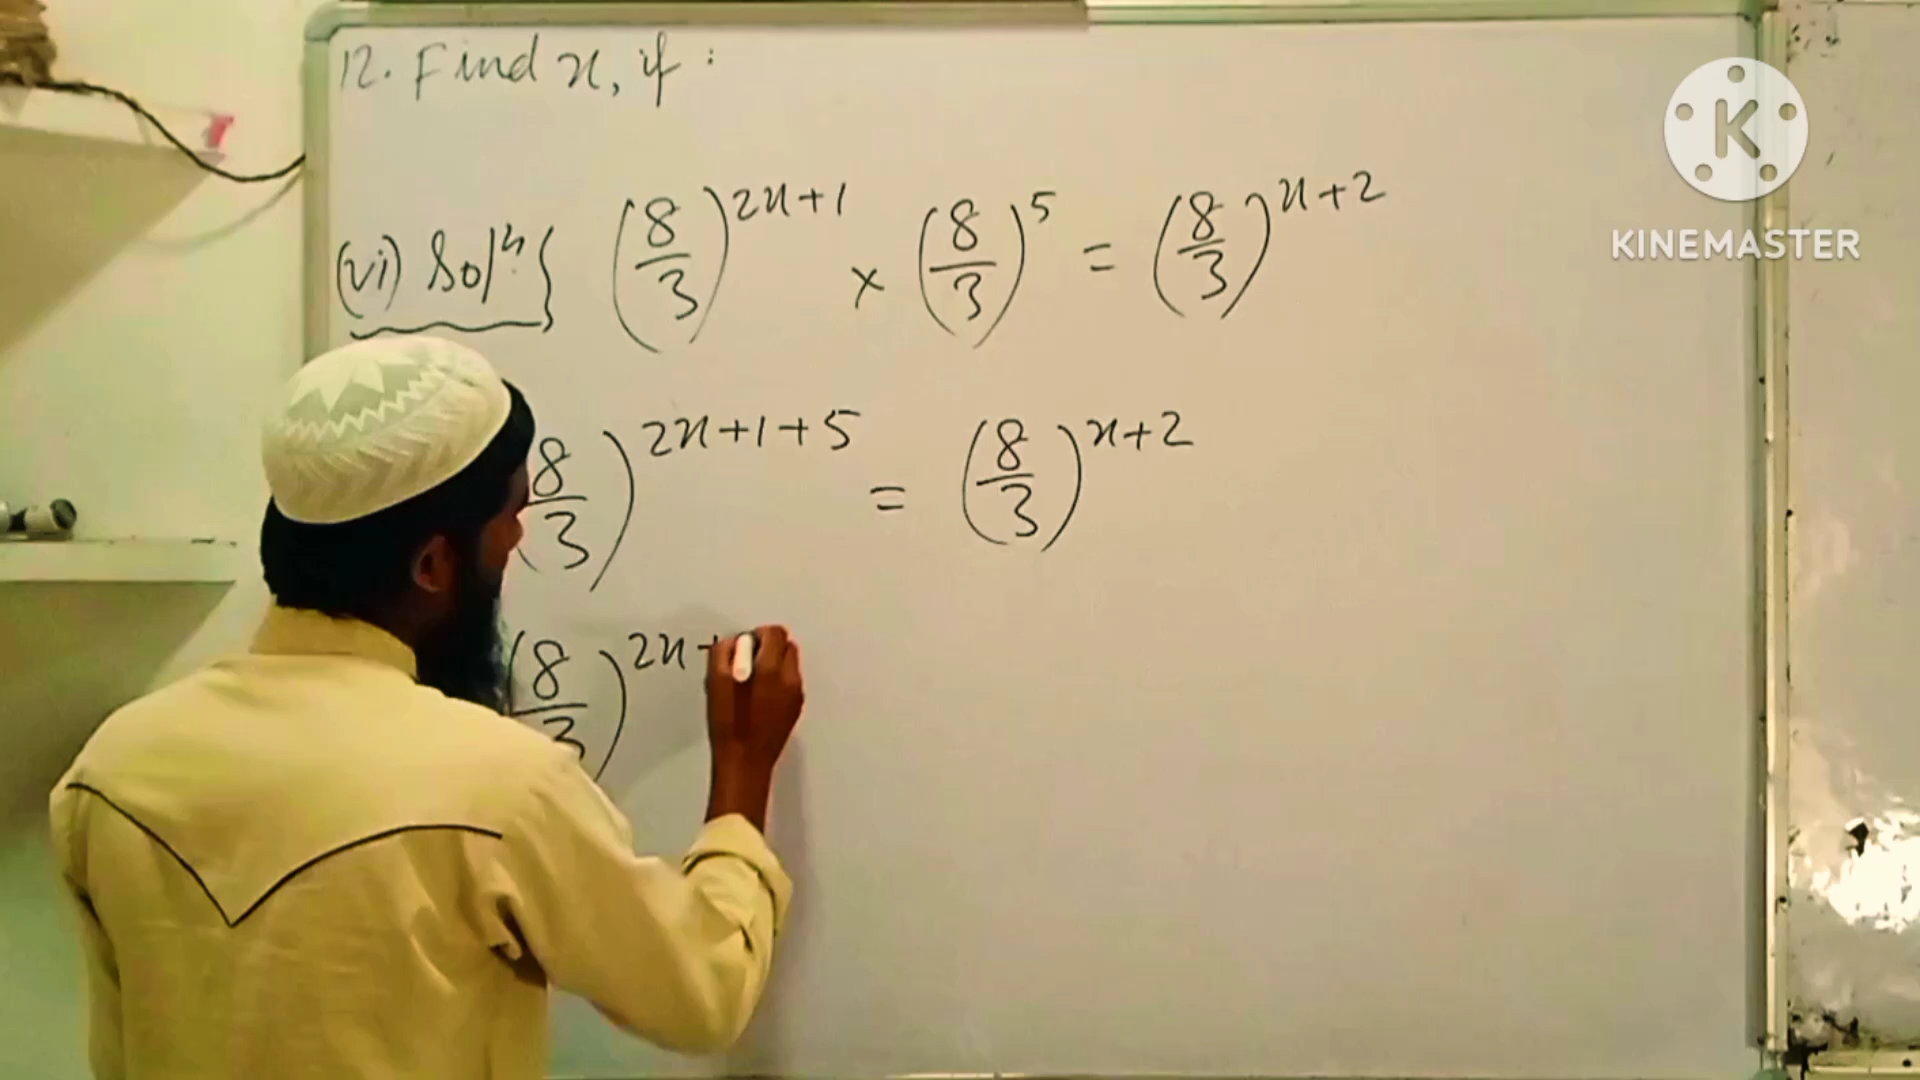 12. Find x, if :
(vi) Solⁿ { (8/3)^(2x+1) × (8/3)^5 = (8/3)^(x+2)
8/3)^(2x+1+5) = (8/3)^(x+2)
(8/3)^(2x+
K
KINEMASTER